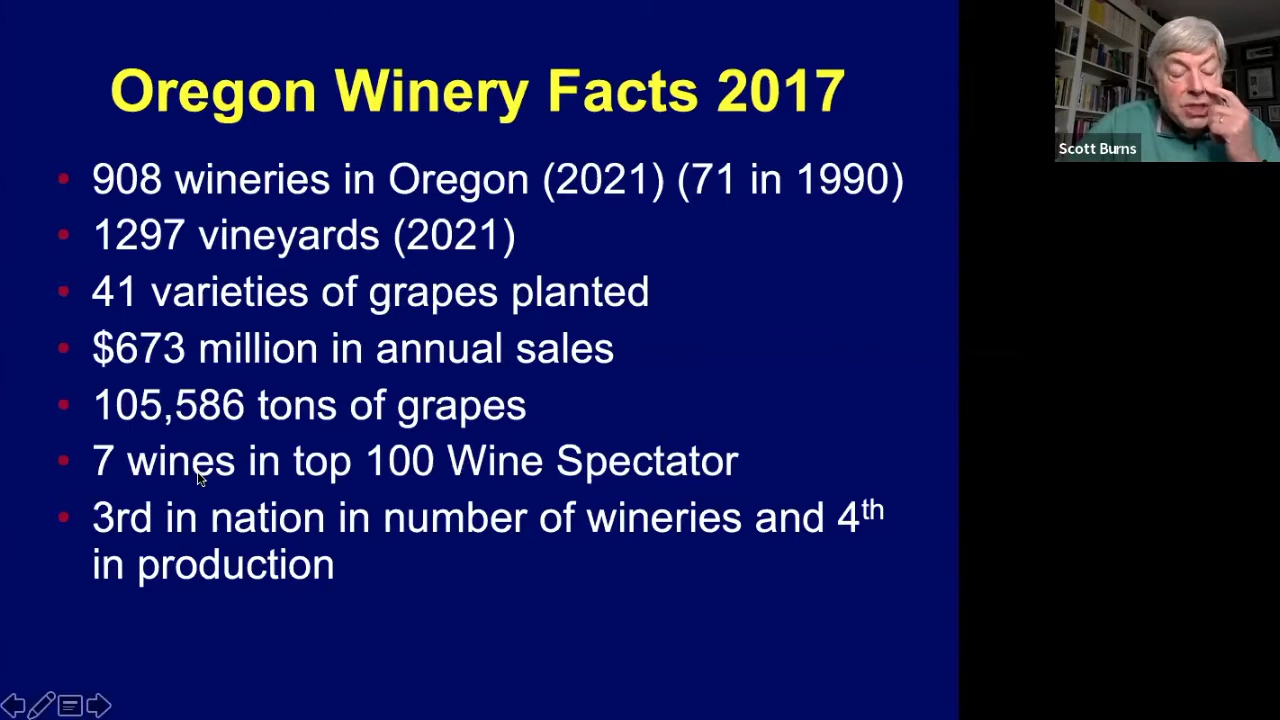 Oregon Winery Facts 2017
• 908 wineries in Oregon (2021) (71 in 1990)
• 1297 vineyards (2021)
• 41 varieties of grapes planted
• $673 million in annual sales
• 105,586 tons of grapes
• 7 wines in top 100 Wine Spectator
• 3rd in nation in number of wineries and 4th
in production
Scott Burns